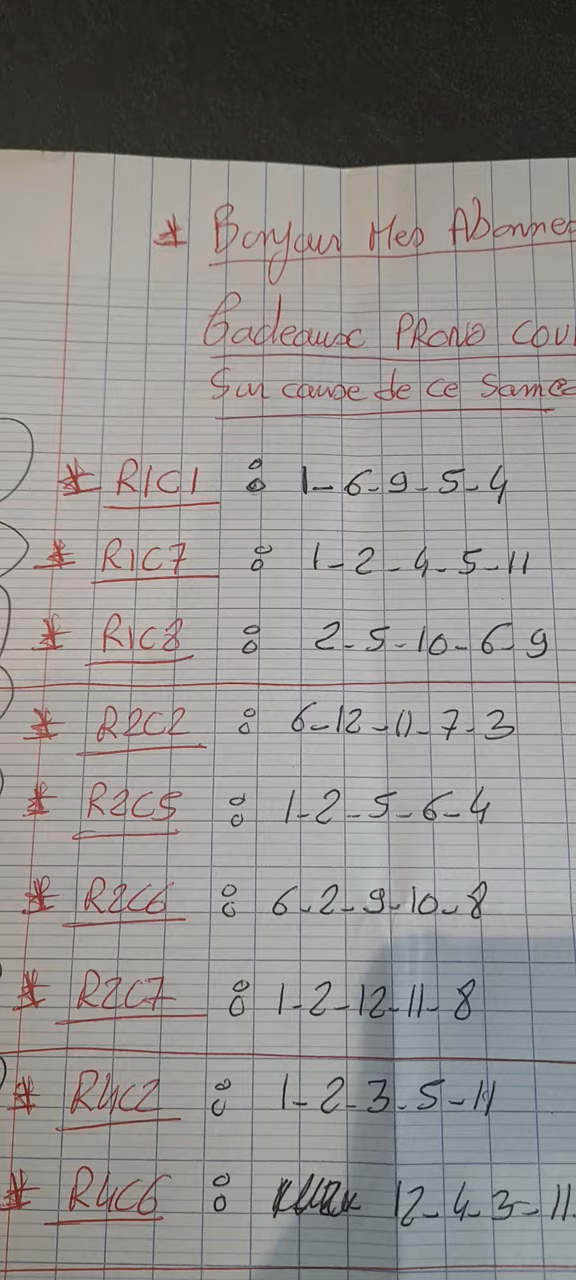 * Bonjour Mes Abonne
Cadeaux PRONO COU
Sur cause de ce Same
* R1C1 : 1-6-9-5-4
* R1C7 : 1-2-4-5-11
* R1C8 : 2-5-10-6-9
* R2C2 : 6-12-11-7-3
* R2C5 : 1-2-5-6-4
* R2C6 : 6-2-9-10-8
* R2C7 : 1-2-12-11-8
* R4C2 : 1-2-3-5-11
* R4C6 : 12-4-3-11-